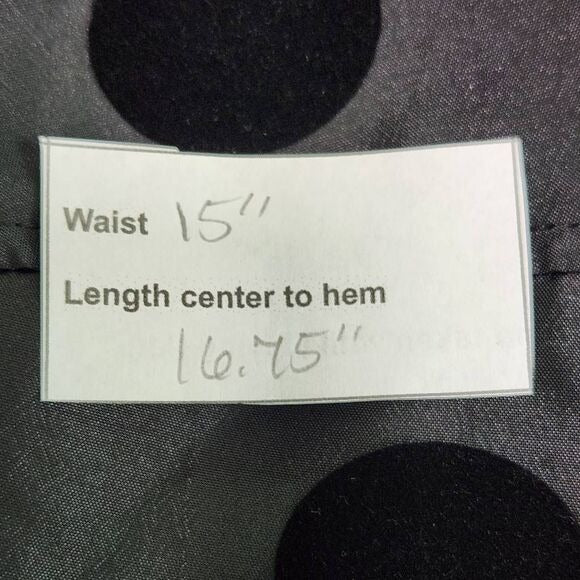 Waist 15"
Length center to hem
16.75"